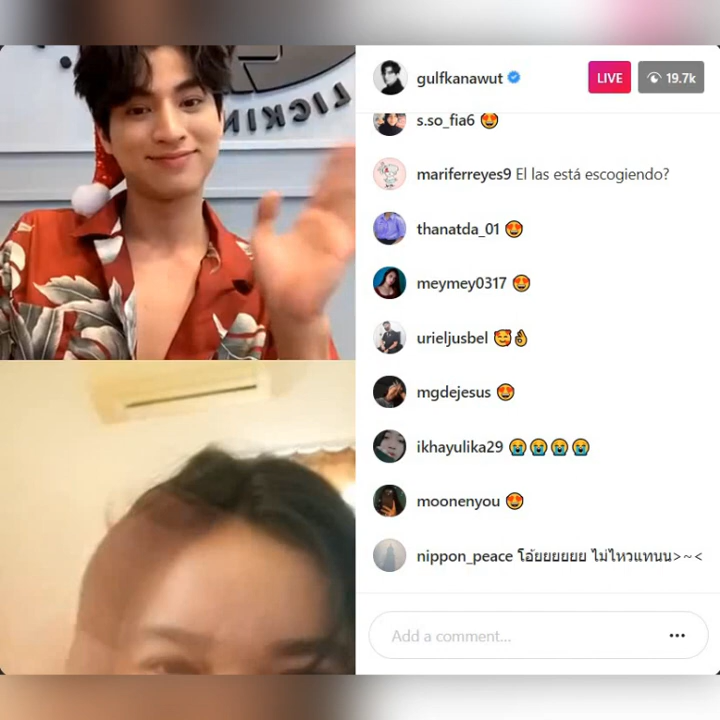 gulfkanawut
LIVE
19.7k
s.so_fia6 😍
mariferreyes9 El las está escogiendo?
thanatda_01 😍
meymey0317 😍
urieljusbel 🥰👌
mgdejesus 😍
ikhayulika29 😭😭😭😭
moonenyou 😍
nippon_peace โอ้ยยยยยย ไม่ไหวแทนน>~<
Add a comment...